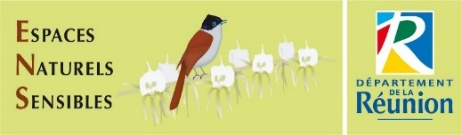 ESPACES
NATURELS
SENSIBLES
DÉPARTEMENT
DE LA
Réunion